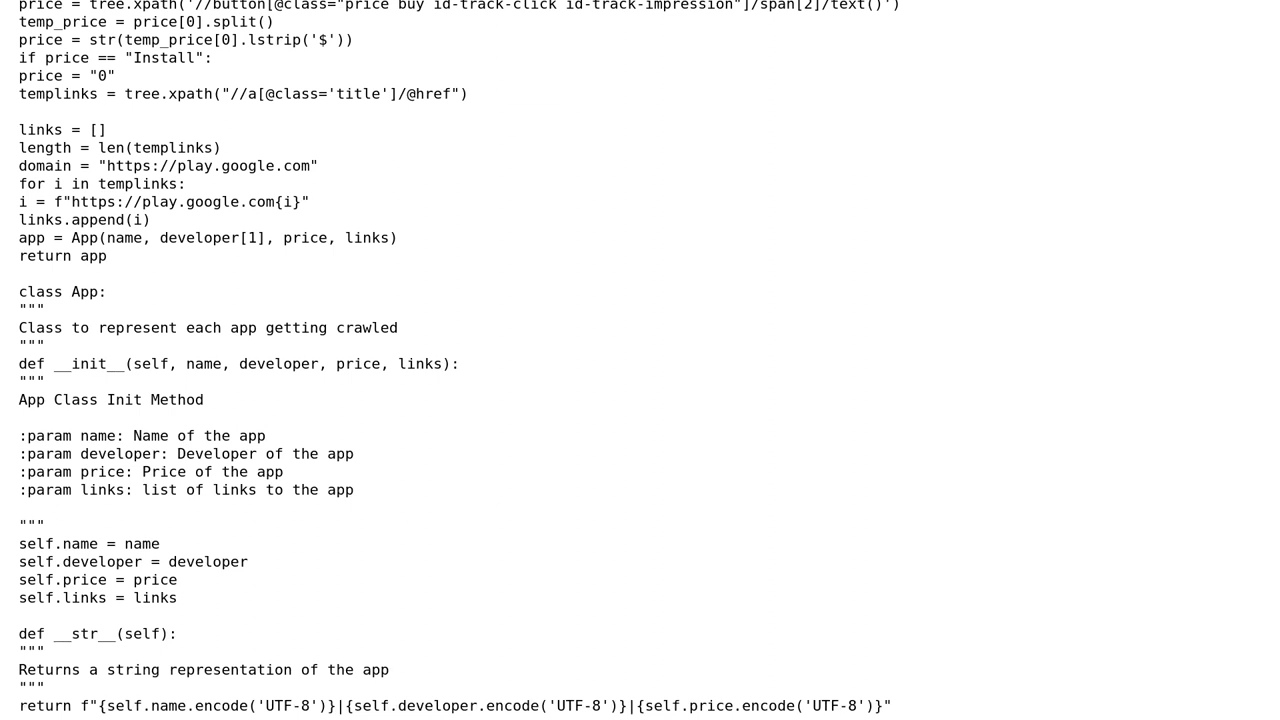 price = tree.xpath('//button[@class="price buy id-track-click id-track-impression"]/span[2]/text()')
temp_price = price[0].split()
price = str(temp_price[0].lstrip('$'))
if price == "Install":
price = "0"
templinks = tree.xpath("//a[@class='title']/@href")

links = []
length = len(templinks)
domain = "https://play.google.com"
for i in templinks:
i = f"https://play.google.com{i}"
links.append(i)
app = App(name, developer[1], price, links)
return app

class App:
"""
Class to represent each app getting crawled
"""
def __init__(self, name, developer, price, links):
"""
App Class Init Method

:param name: Name of the app
:param developer: Developer of the app
:param price: Price of the app
:param links: list of links to the app

"""
self.name = name
self.developer = developer
self.price = price
self.links = links

def __str__(self):
"""
Returns a string representation of the app
"""
return f"{self.name.encode('UTF-8')}|{self.developer.encode('UTF-8')}|{self.price.encode('UTF-8')}"